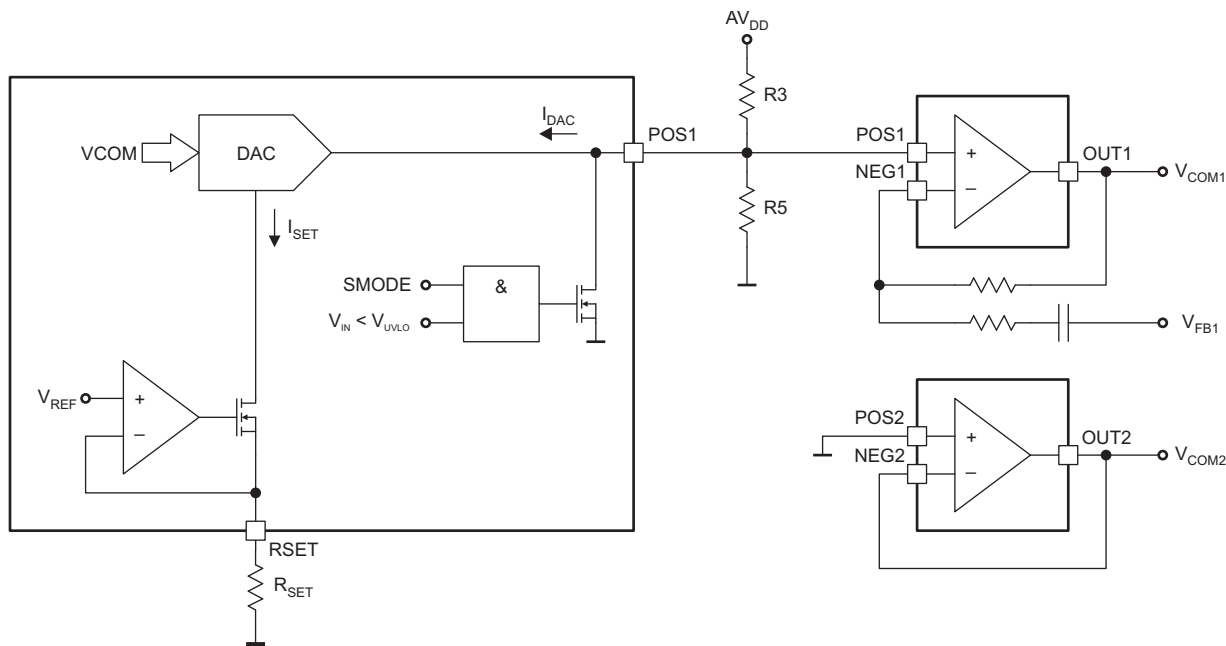 AVDD
R3
IDAC
POS1
POS1
VCOM
DAC
NEG1
+
−
OUT1
VCOM1
R5
ISET
SMODE
&
VIN < VUVLO
VFB1
VREF
+
−
POS2
NEG2
+
−
OUT2
VCOM2
RSET
RSET